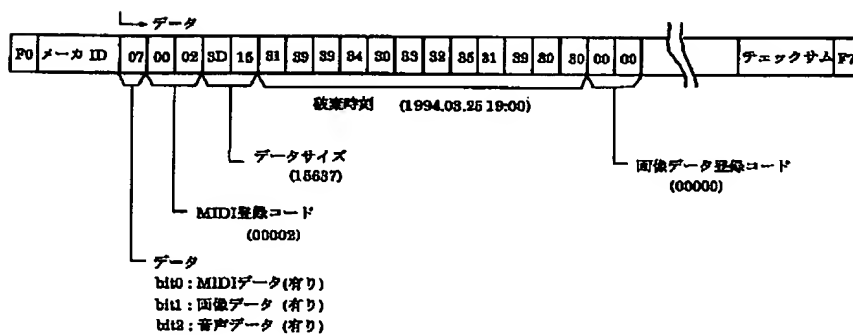 データ
F0 メーカ ID 07 00 02 3D 15 31 39 39 34 30 33 32 35 31 39 30 30 00 00 チェックサム F7
時刻 (1994.03.25 19:00)
データサイズ
(15637)
画像データ登録コード
(00000)
MIDI登録コード
(00002)
データ
bit0 : MIDIデータ(有り)
bit1 : 画像データ (有り)
bit2 : 音声データ (有り)